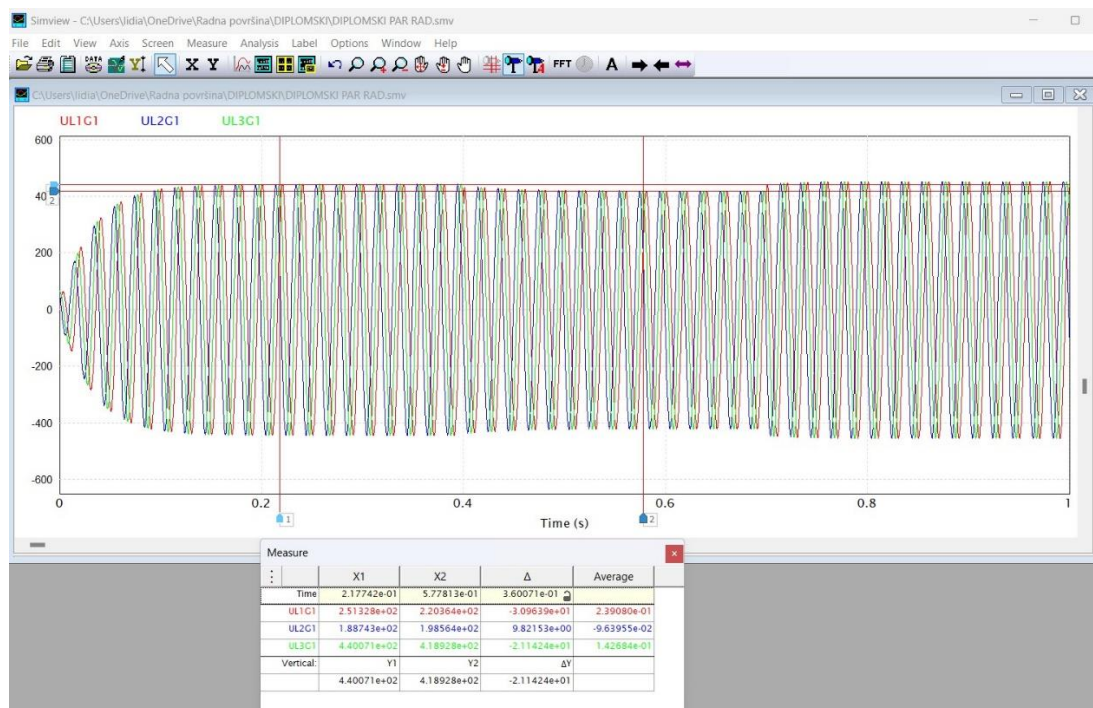 Simview - C:\Users\lidia\OneDrive\Radna površina\DIPLOMSKI\DIPLOMSKI PAR RAD.smv
File Edit View Axis Screen Measure Analysis Label Options Window Help
DATA Y X Y FFT A
C:\Users\lidia\OneDrive\Radna površina\DIPLOMSKI\DIPLOMSKI PAR RAD.smv
UL1G1 UL2G1 UL3G1
600
40
2
200
0
-200
-400
-600
0 0.2 0.4 0.6 0.8 1
1 2
Time (s)
Measure
X1 X2 Δ Average
Time 2.17742e-01 5.77813e-01 3.60071e-01
UL1G1 2.51328e+02 2.20364e+02 -3.09639e+01 2.39080e-01
UL2G1 1.88743e+02 1.98564e+02 9.82153e+00 -9.63955e-02
UL3G1 4.40071e+02 4.18928e+02 -2.11424e+01 1.42684e-01
Vertical: Y1 Y2 ΔY
4.40071e+02 4.18928e+02 -2.11424e+01